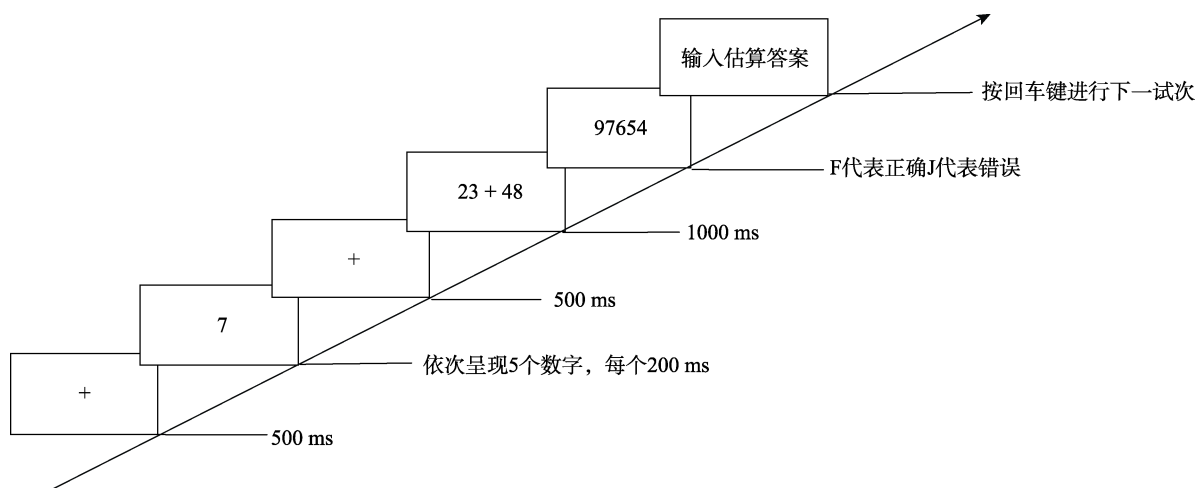 输入估算答案
按回车键进行下一试次
97654
F代表正确J代表错误
23 + 48
1000 ms
+
500 ms
7
依次呈现5个数字，每个200 ms
+
500 ms